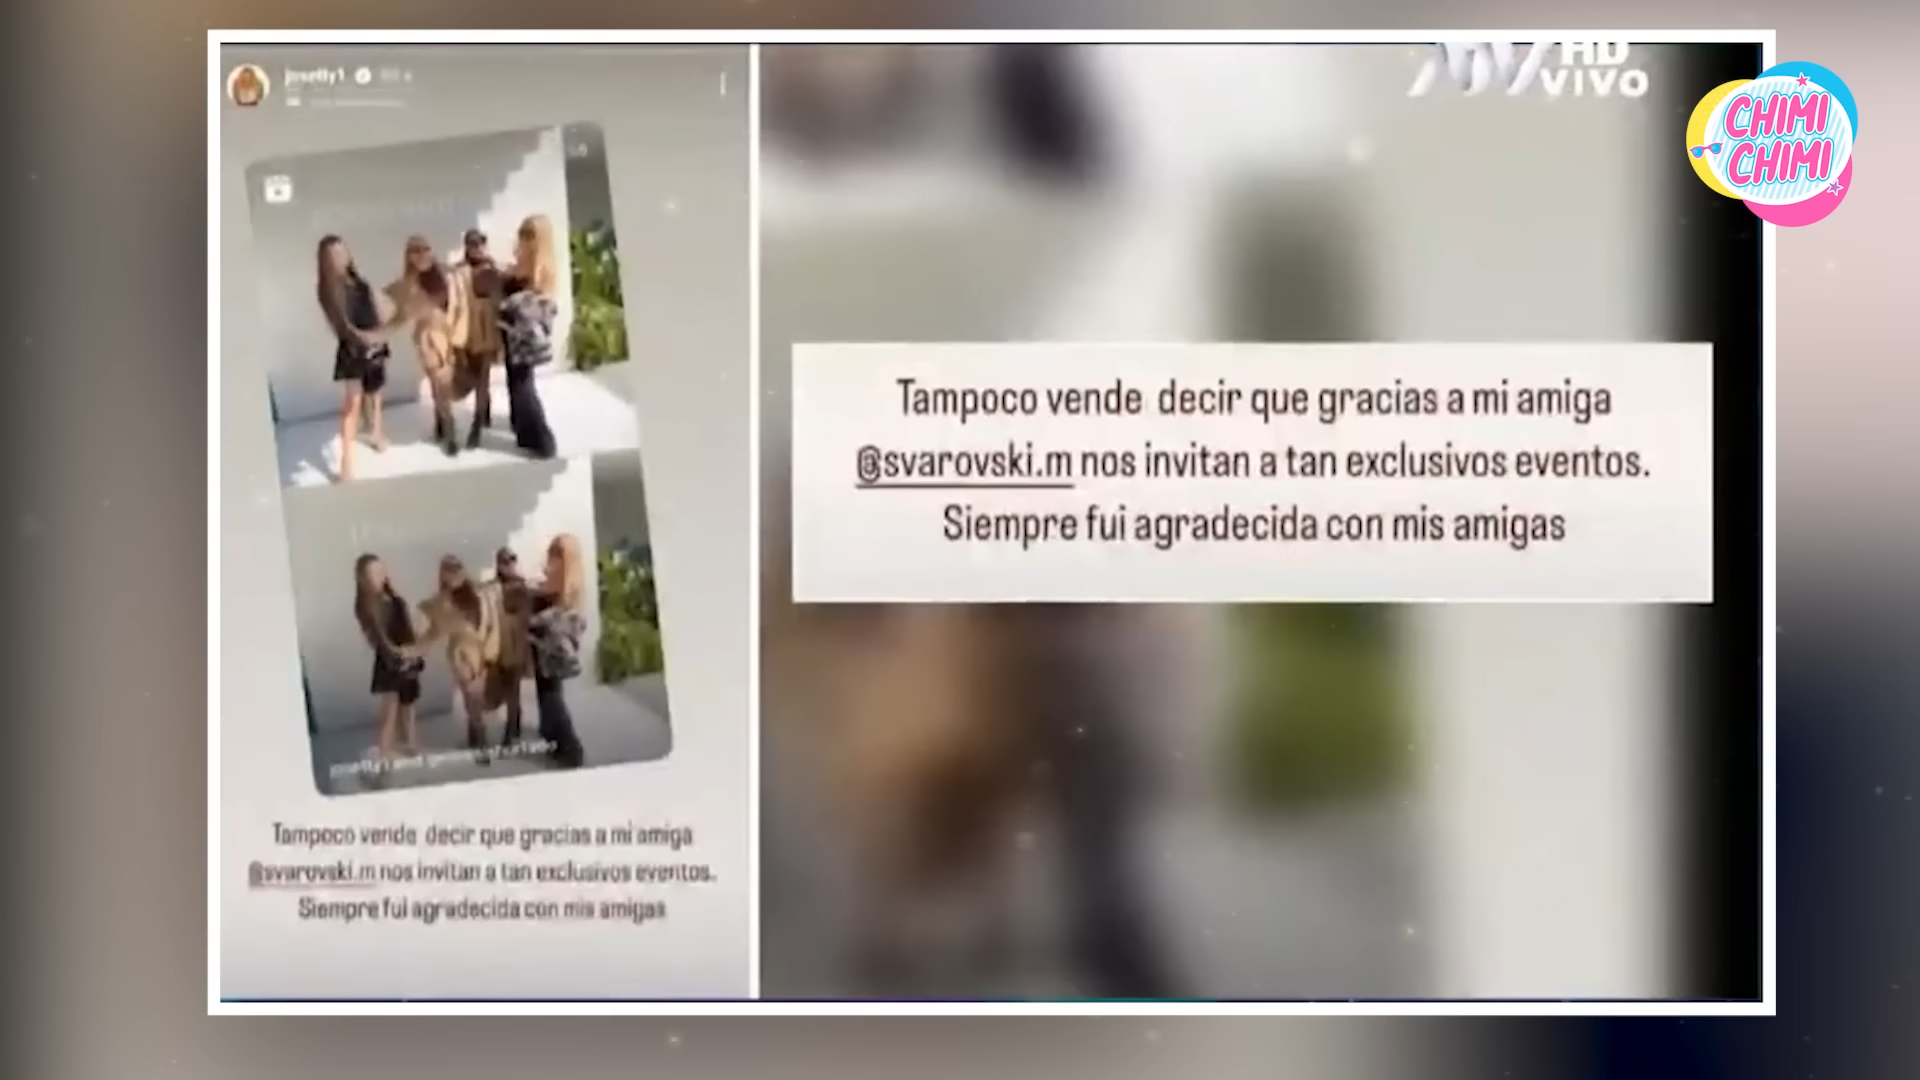 josetty1
Tampoco vende decir que gracias a mi amiga
@svarovski.m nos invitan a tan exclusivos eventos.
Siempre fui agradecida con mis amigas
HD
VIVO
Tampoco vende decir que gracias a mi amiga
@svarovski.m nos invitan a tan exclusivos eventos.
Siempre fui agradecida con mis amigas
CHIMI
CHIMI